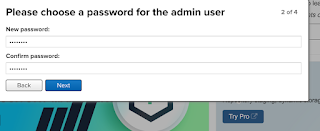 Please choose a password for the admin user
2 of 4
New password:
••••••••
Confirm password:
••••••••
Back
Next
Try Pro